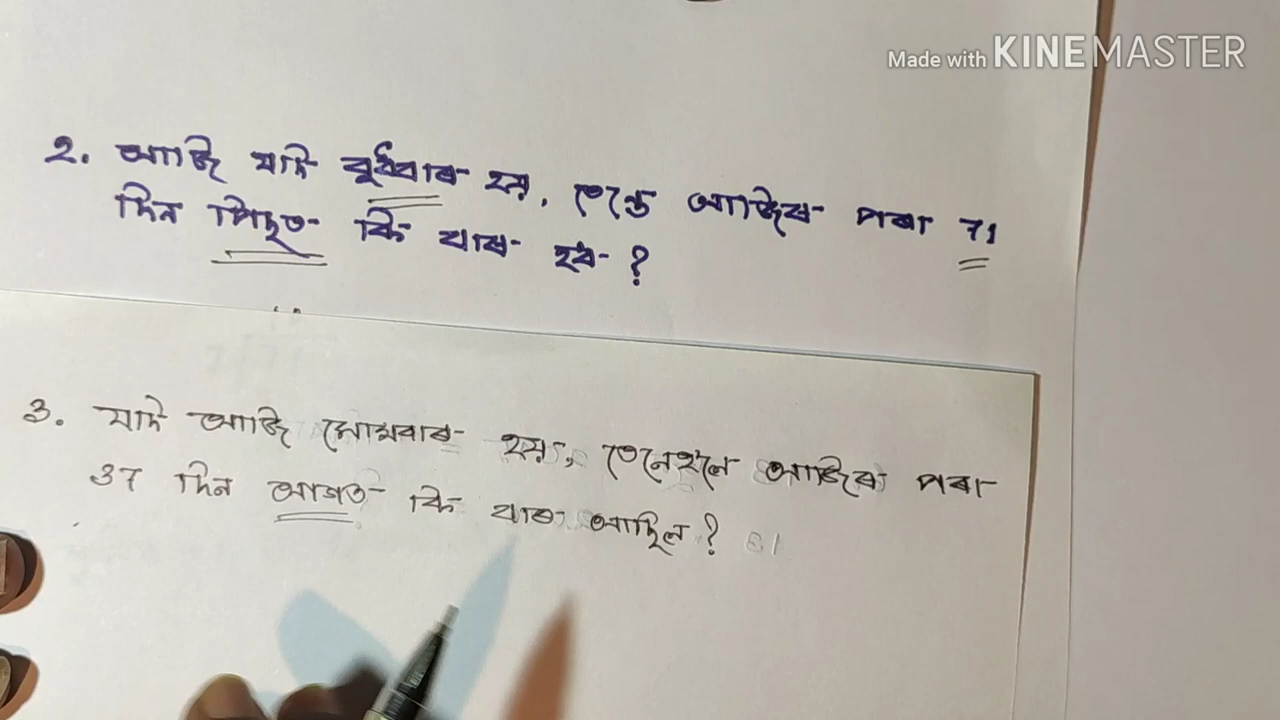 Made with KINEMASTER
2. আজি যদি বুধবাৰ হয়, তেন্তে আজিৰ পৰা 71
দিন পিছত কি বাৰ হব ?
3. যদি আজি সোমবাৰ হয়, তেনেহলে আজিৰ পৰা
37 দিন আগত কি বাৰ আছিল ?